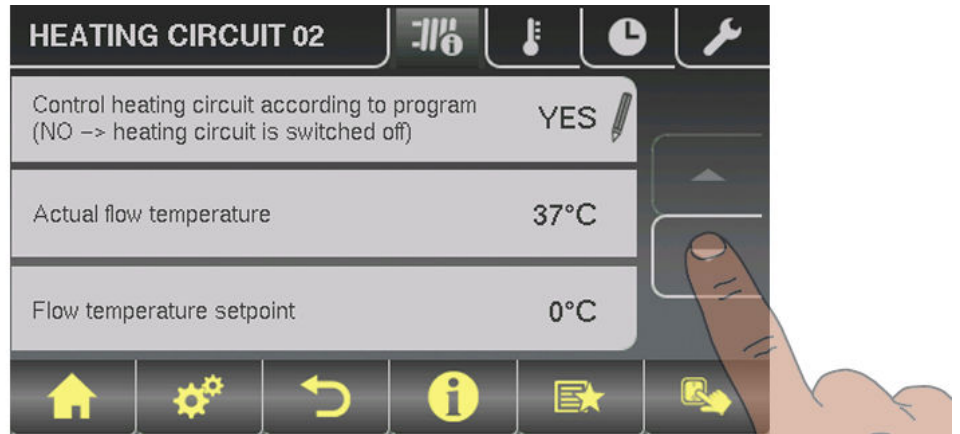 HEATING CIRCUIT 02
Control heating circuit according to program
(NO –> heating circuit is switched off)
YES
Actual flow temperature
37°C
Flow temperature setpoint
0°C